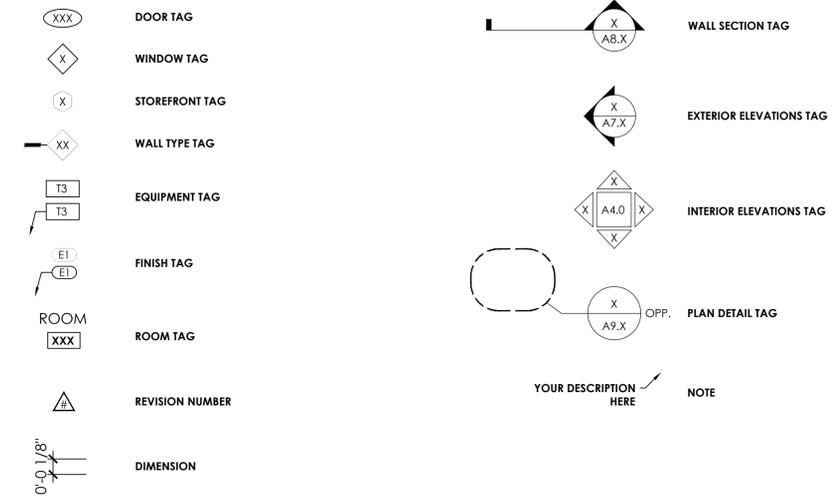 XXX
DOOR TAG
X
WINDOW TAG
X
STOREFRONT TAG
XX
WALL TYPE TAG
T3
T3
EQUIPMENT TAG
E1
E1
FINISH TAG
ROOM
XXX
ROOM TAG
#
REVISION NUMBER
0'-0 1/8"
DIMENSION
X
A8.X
WALL SECTION TAG
X
A7.X
EXTERIOR ELEVATIONS TAG
X
X A4.0 X
X
INTERIOR ELEVATIONS TAG
X
A9.X
OPP.
PLAN DETAIL TAG
YOUR DESCRIPTION
HERE
NOTE